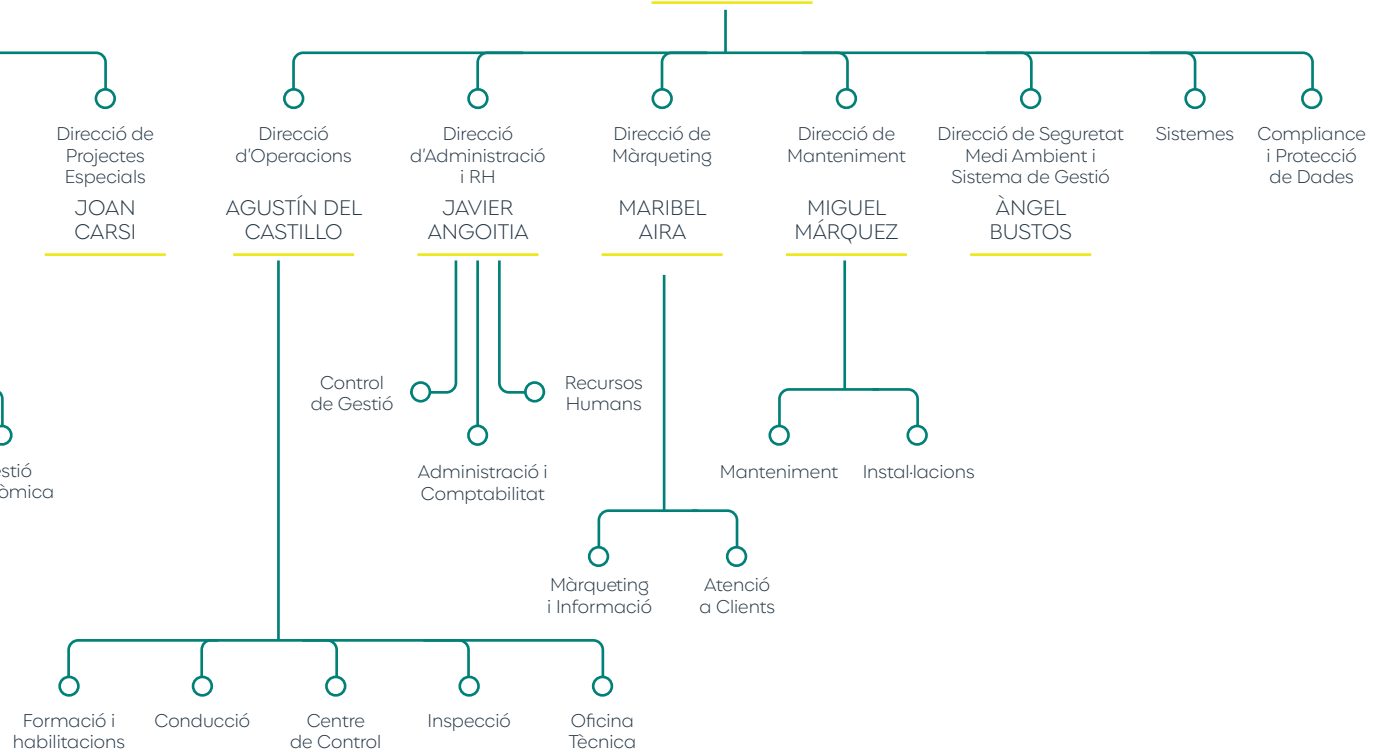 Direcció de
Projectes
Especials
JOAN
CARSI
Direcció
d'Operacions
AGUSTÍN DEL
CASTILLO
Direcció
d'Administració
i RH
JAVIER
ANGOITIA
Direcció de
Màrqueting
MARIBEL
AIRA
Direcció de
Manteniment
MIGUEL
MÁRQUEZ
Direcció de Seguretat
Medi Ambient i
Sistema de Gestió
ÀNGEL
BUSTOS
Sistemes
Compliance
i Protecció
de Dades
Control
de Gestió
Recursos
Humans
Administració i
Comptabilitat
Manteniment
Instal·lacions
Màrqueting
i Informació
Atenció
a Clients
Formació i
habilitacions
Conducció
Centre
de Control
Inspecció
Oficina
Tècnica